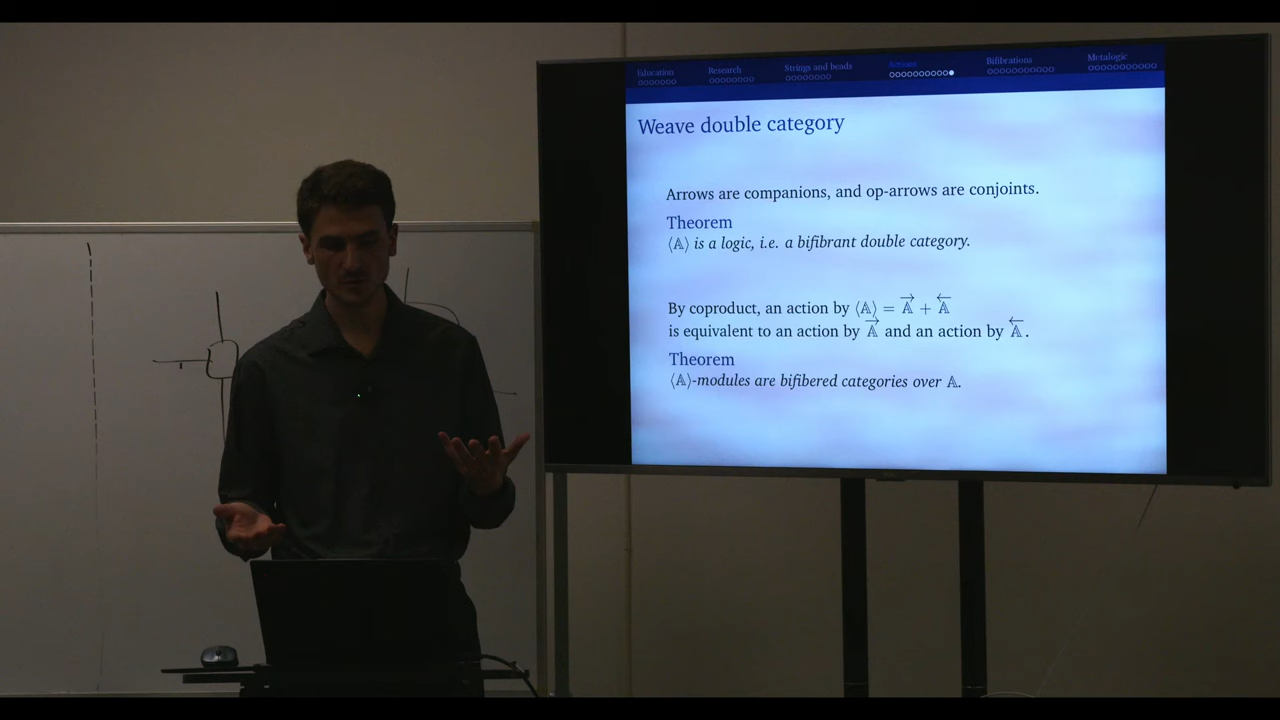 Education Research Strings and beads Actions Bifibrations Metalogic
Weave double category
Arrows are companions, and op-arrows are conjoints.
Theorem
⟨𝔸⟩ is a logic, i.e. a bifibrant double category.
By coproduct, an action by ⟨𝔸⟩ = 𝔸⃗ + 𝔸⃖
is equivalent to an action by 𝔸⃗ and an action by 𝔸⃖.
Theorem
⟨𝔸⟩-modules are bifibered categories over 𝔸.